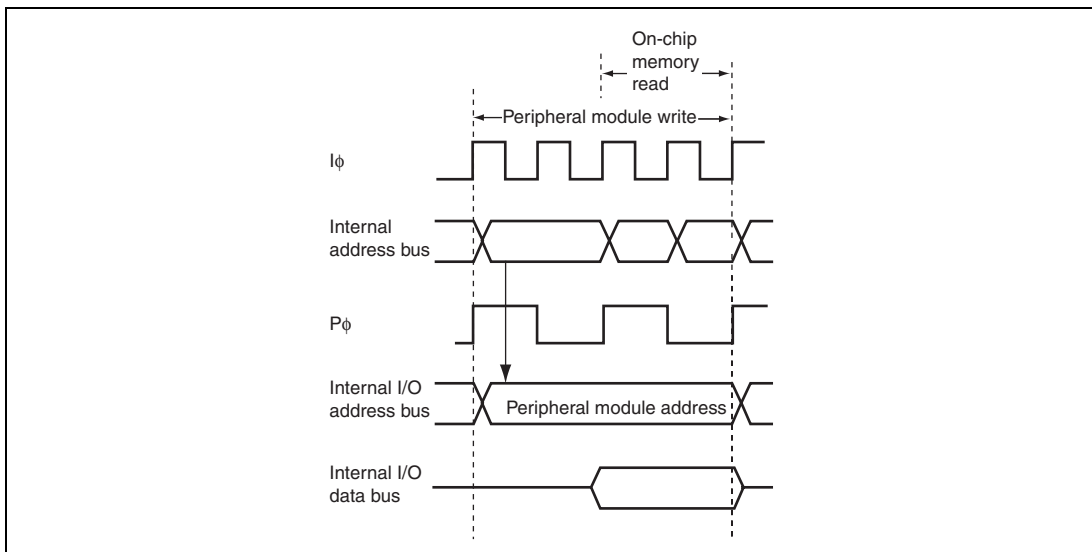 On-chip
memory
read
Peripheral module write
Iϕ
Internal
address bus
Pϕ
Internal I/O
address bus
Peripheral module address
Internal I/O
data bus